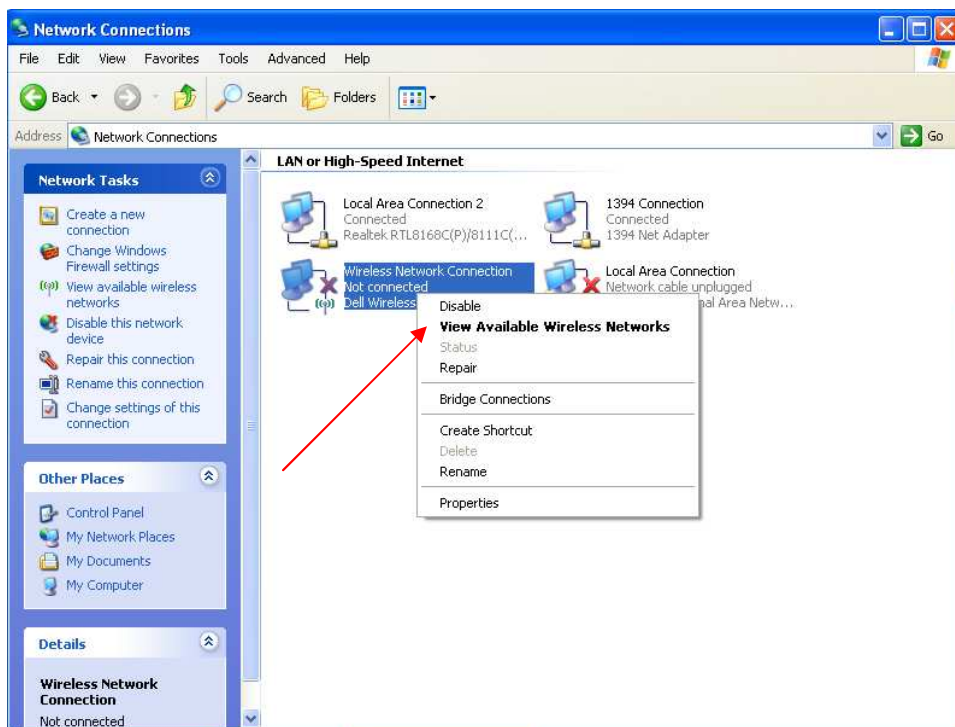 Network Connections
File Edit View Favorites Tools Advanced Help
Back Search Folders
Address Network Connections Go
Network Tasks
Create a new
connection
Change Windows
Firewall settings
View available wireless
networks
Disable this network
device
Repair this connection
Rename this connection
Change settings of this
connection
Other Places
Control Panel
My Network Places
My Documents
My Computer
Details
Wireless Network
Connection
Not connected
LAN or High-Speed Internet
Local Area Connection 2
Connected
Realtek RTL8168C(P)/8111C(...
1394 Connection
Connected
1394 Net Adapter
Wireless Network Connection
Not connected
Dell Wireless
Local Area Connection
Network cable unplugged
nal Area Netw...
Disable
View Available Wireless Networks
Status
Repair
Bridge Connections
Create Shortcut
Delete
Rename
Properties